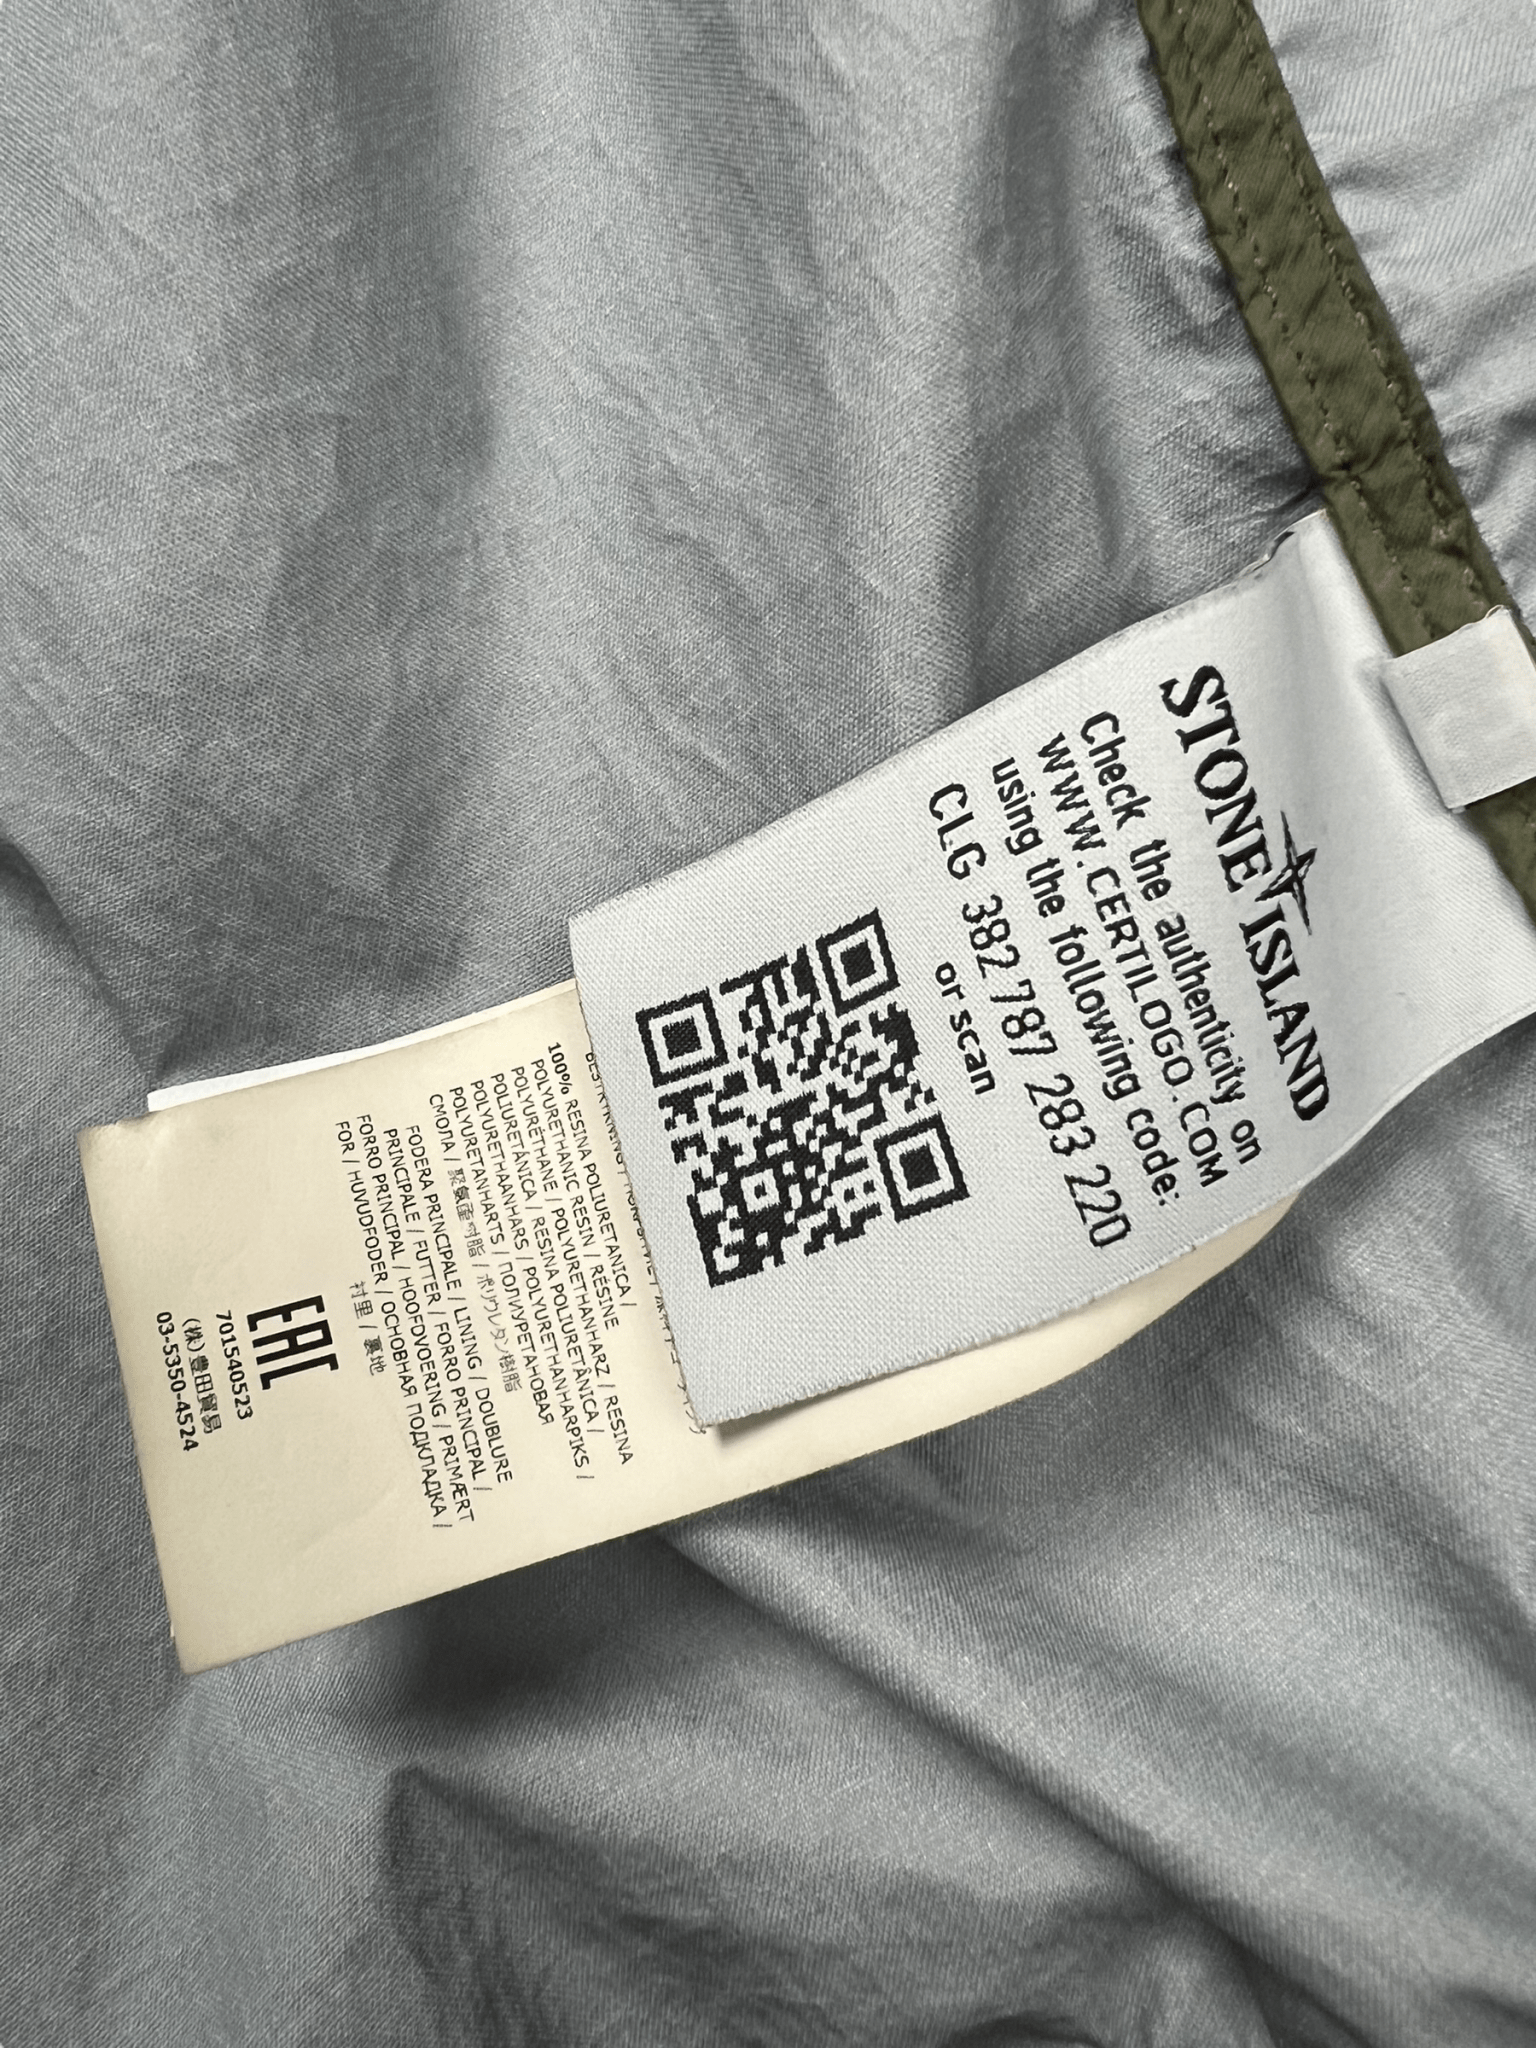 STONE ISLAND
Check the authenticity on
WWW.CERTILOGO.COM
using the following code:
CLG 382 787 283 220
or scan
100% RESINA POLIURETANICA /
POLYURETHANIC RESIN / RÉSINE
POLYURÉTHANE / POLYURETHANHARZ / RESINA
POLIURETÁNICA / RESINA POLIURETÂNICA /
POLYURETHAANHARS / POLYURETHANHARPIKS /
POLYURETANHARTS / ПОЛИУРЕТАНОВАЯ
СМОЛА / 聚氨酯树脂 / ポリウレタン樹脂
FODERA PRINCIPALE / LINING / DOUBLURE
PRINCIPALE / FUTTER / FORRO PRINCIPAL /
FORRO PRINCIPAL / HOOFDVOERING / PRIMÆRT
FOR / HUVUDFODER / ОСНОВНАЯ ПОДКЛАДКА /
衬里 / 裏地
EAC
701540523
(株)豊田貿易
03-5350-4524